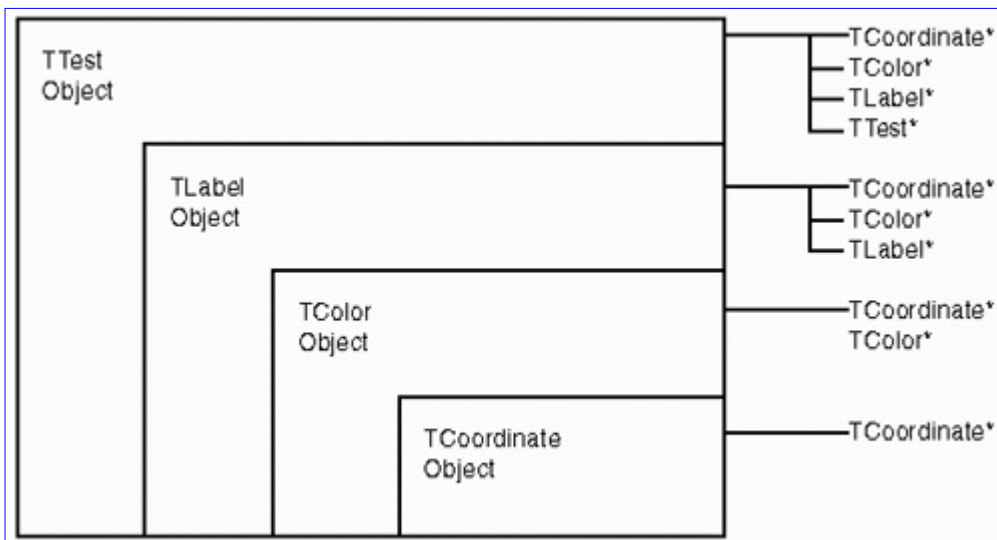 TTest
Object
TCoordinate*
TColor*
TLabel*
TTest*
TLabel
Object
TCoordinate*
TColor*
TLabel*
TColor
Object
TCoordinate*
TColor*
TCoordinate
Object
TCoordinate*